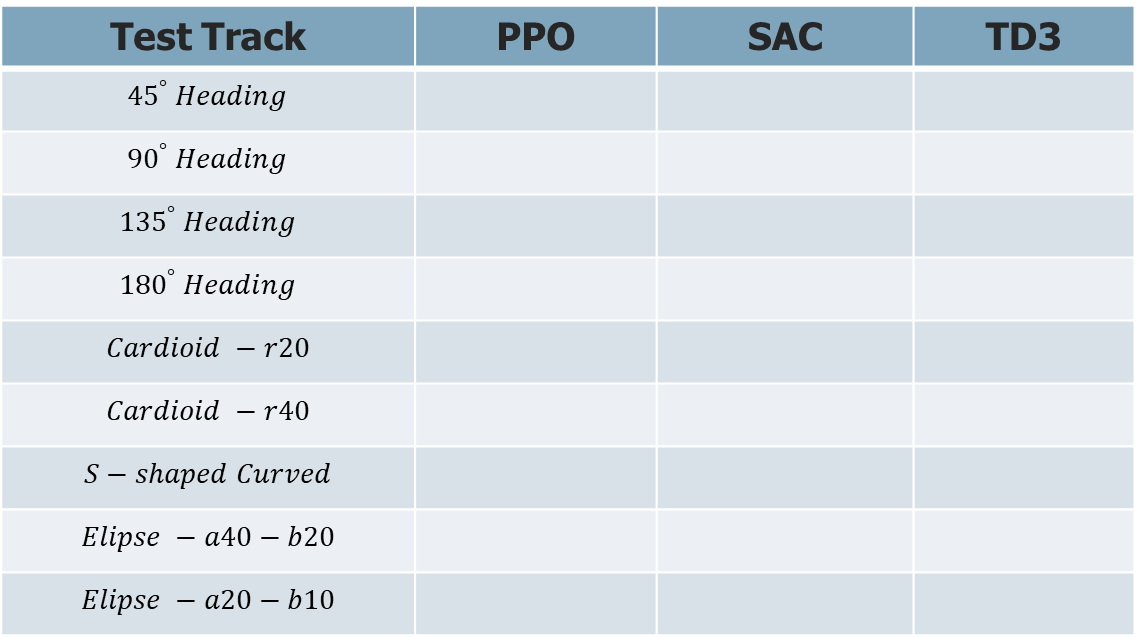 Test Track PPO SAC TD3
45° Heading
90° Heading
135° Heading
180° Heading
Cardioid − r20
Cardioid − r40
S − shaped Curved
Elipse − a40 − b20
Elipse − a20 − b10